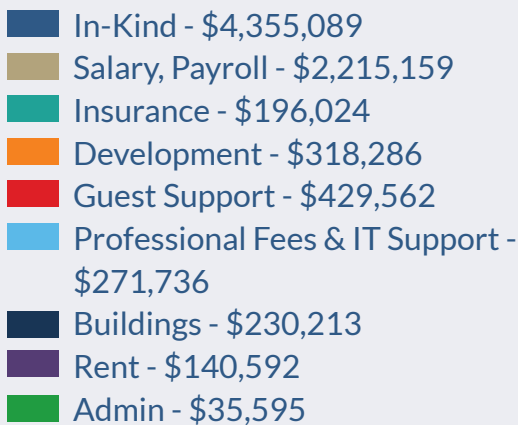 In-Kind - $4,355,089
Salary, Payroll - $2,215,159
Insurance - $196,024
Development - $318,286
Guest Support - $429,562
Professional Fees & IT Support -
$271,736
Buildings - $230,213
Rent - $140,592
Admin - $35,595